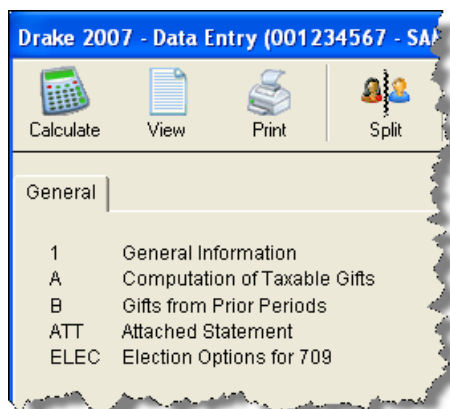 Drake 2007 - Data Entry (001234567 - SAM
Calculate View Print Split
General
1 General Information
A Computation of Taxable Gifts
B Gifts from Prior Periods
ATT Attached Statement
ELEC Election Options for 709